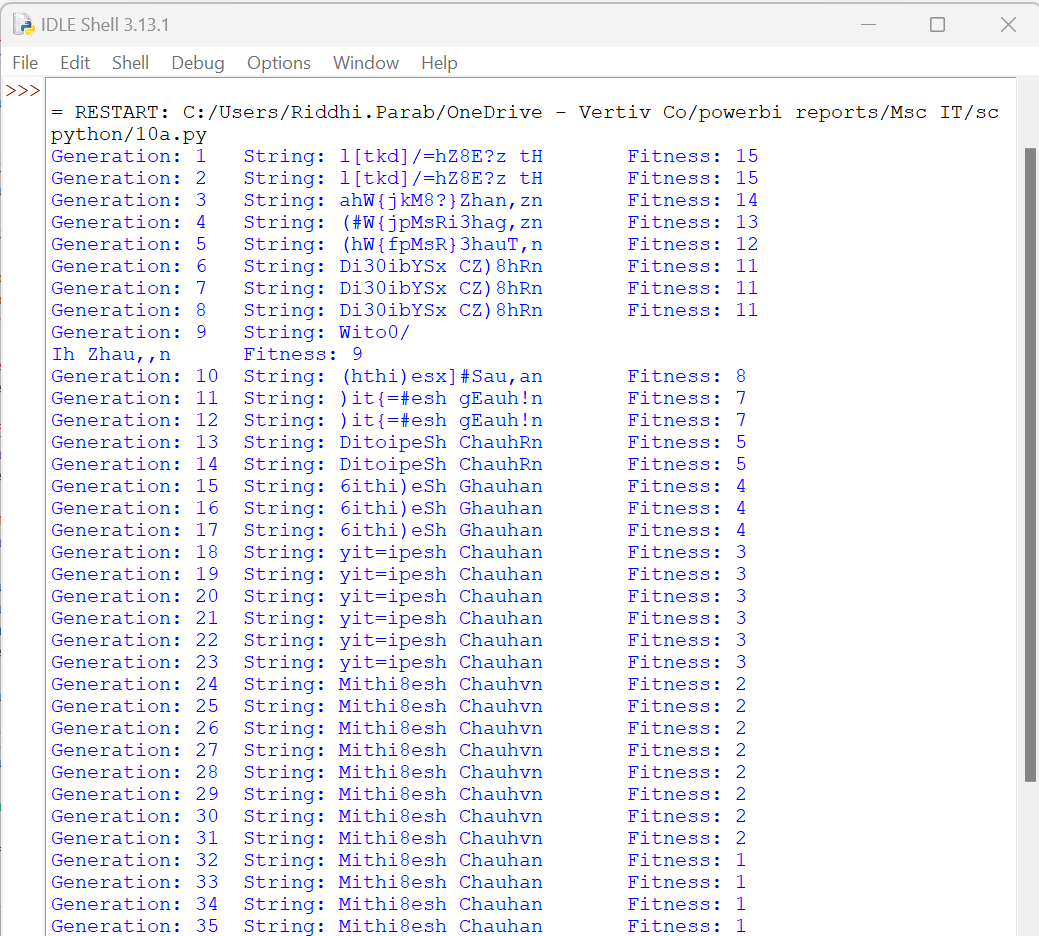 IDLE Shell 3.13.1
File Edit Shell Debug Options Window Help
>>>
= RESTART: C:/Users/Riddhi.Parab/OneDrive - Vertiv Co/powerbi reports/Msc IT/sc
python/10a.py
Generation: 1 String: l[tkd]/=hZ8E?z tH Fitness: 15
Generation: 2 String: l[tkd]/=hZ8E?z tH Fitness: 15
Generation: 3 String: ahW{jkM8?}Zhan,zn Fitness: 14
Generation: 4 String: (#W{jpMsRi3hag,zn Fitness: 13
Generation: 5 String: (hW{fpMsR}3hauT,n Fitness: 12
Generation: 6 String: Di30ibYSx CZ)8hRn Fitness: 11
Generation: 7 String: Di30ibYSx CZ)8hRn Fitness: 11
Generation: 8 String: Di30ibYSx CZ)8hRn Fitness: 11
Generation: 9 String: Wito0/
Ih Zhau,,n Fitness: 9
Generation: 10 String: (hthi)esx]#Sau,an Fitness: 8
Generation: 11 String: )it{=#esh gEauh!n Fitness: 7
Generation: 12 String: )it{=#esh gEauh!n Fitness: 7
Generation: 13 String: DitoipeSh ChauhRn Fitness: 5
Generation: 14 String: DitoipeSh ChauhRn Fitness: 5
Generation: 15 String: 6ithi)eSh Ghauhan Fitness: 4
Generation: 16 String: 6ithi)eSh Ghauhan Fitness: 4
Generation: 17 String: 6ithi)eSh Ghauhan Fitness: 4
Generation: 18 String: yit=ipesh Chauhan Fitness: 3
Generation: 19 String: yit=ipesh Chauhan Fitness: 3
Generation: 20 String: yit=ipesh Chauhan Fitness: 3
Generation: 21 String: yit=ipesh Chauhan Fitness: 3
Generation: 22 String: yit=ipesh Chauhan Fitness: 3
Generation: 23 String: yit=ipesh Chauhan Fitness: 3
Generation: 24 String: Mithi8esh Chauhvn Fitness: 2
Generation: 25 String: Mithi8esh Chauhvn Fitness: 2
Generation: 26 String: Mithi8esh Chauhvn Fitness: 2
Generation: 27 String: Mithi8esh Chauhvn Fitness: 2
Generation: 28 String: Mithi8esh Chauhvn Fitness: 2
Generation: 29 String: Mithi8esh Chauhvn Fitness: 2
Generation: 30 String: Mithi8esh Chauhvn Fitness: 2
Generation: 31 String: Mithi8esh Chauhvn Fitness: 2
Generation: 32 String: Mithi8esh Chauhan Fitness: 1
Generation: 33 String: Mithi8esh Chauhan Fitness: 1
Generation: 34 String: Mithi8esh Chauhan Fitness: 1
Generation: 35 String: Mithi8esh Chauhan Fitness: 1